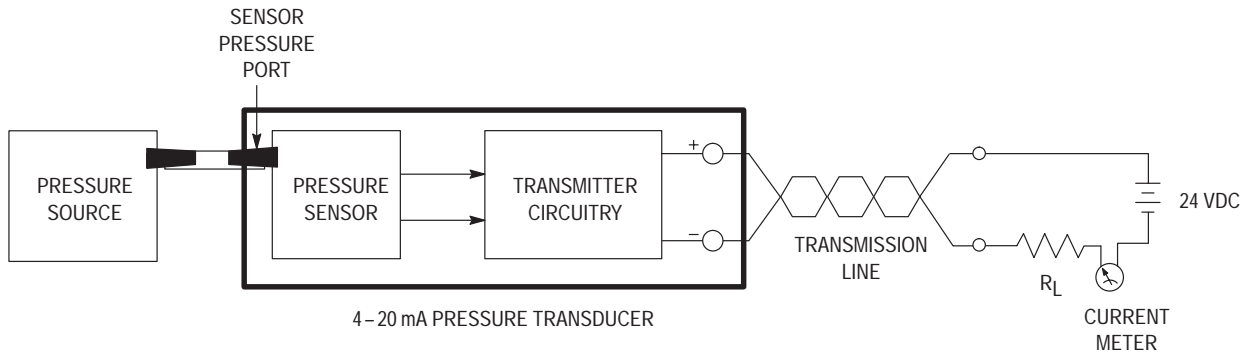 SENSOR
PRESSURE
PORT
PRESSURE
SOURCE
PRESSURE
SENSOR
TRANSMITTER
CIRCUITRY
+
–
TRANSMISSION
LINE
24 VDC
RL
CURRENT
METER
4–20 mA PRESSURE TRANSDUCER